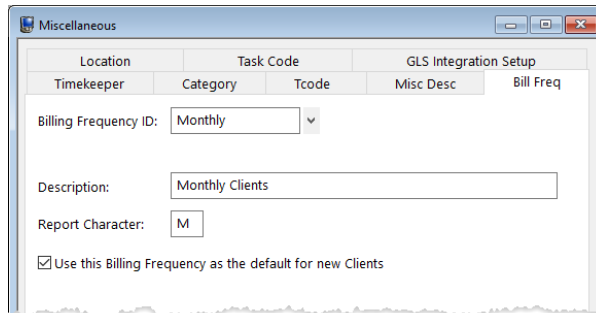 Miscellaneous
Location Task Code GLS Integration Setup
Timekeeper Category Tcode Misc Desc Bill Freq
Billing Frequency ID: Monthly
Description: Monthly Clients
Report Character: M
Use this Billing Frequency as the default for new Clients